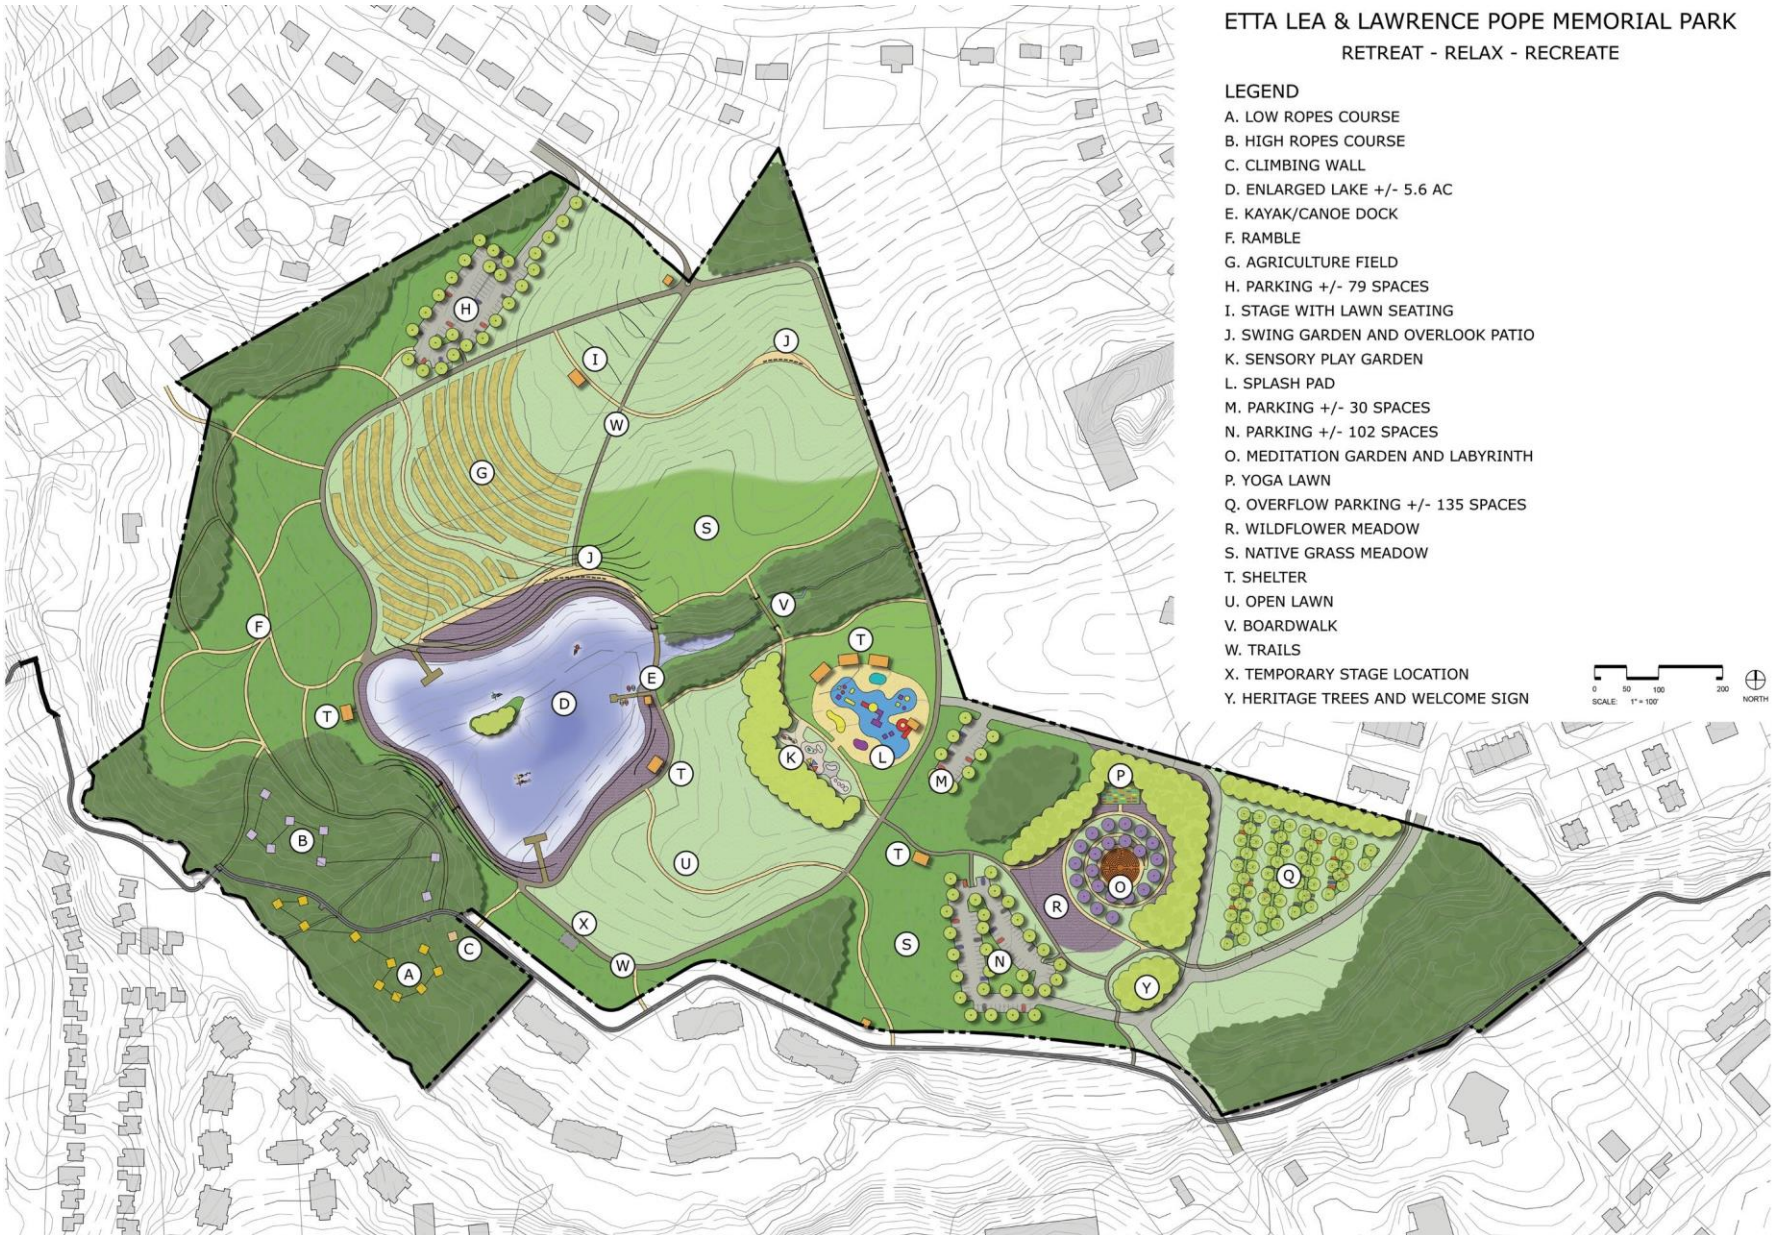 ETTA LEA & LAWRENCE POPE MEMORIAL PARK
RETREAT - RELAX - RECREATE
LEGEND
A. LOW ROPES COURSE
B. HIGH ROPES COURSE
C. CLIMBING WALL
D. ENLARGED LAKE +/- 5.6 AC
E. KAYAK/CANOE DOCK
F. RAMBLE
G. AGRICULTURE FIELD
H. PARKING +/- 79 SPACES
I. STAGE WITH LAWN SEATING
J. SWING GARDEN AND OVERLOOK PATIO
K. SENSORY PLAY GARDEN
L. SPLASH PAD
M. PARKING +/- 30 SPACES
N. PARKING +/- 102 SPACES
O. MEDITATION GARDEN AND LABYRINTH
P. YOGA LAWN
Q. OVERFLOW PARKING +/- 135 SPACES
R. WILDFLOWER MEADOW
S. NATIVE GRASS MEADOW
T. SHELTER
U. OPEN LAWN
V. BOARDWALK
W. TRAILS
X. TEMPORARY STAGE LOCATION
Y. HERITAGE TREES AND WELCOME SIGN
0 50 100 200
SCALE: 1" = 100'
NORTH
H
I
J
W
G
S
J
V
F
T
E
D
T
T
K
L
M
P
B
U
T
Q
O
R
X
S
C
A
W
N
Y